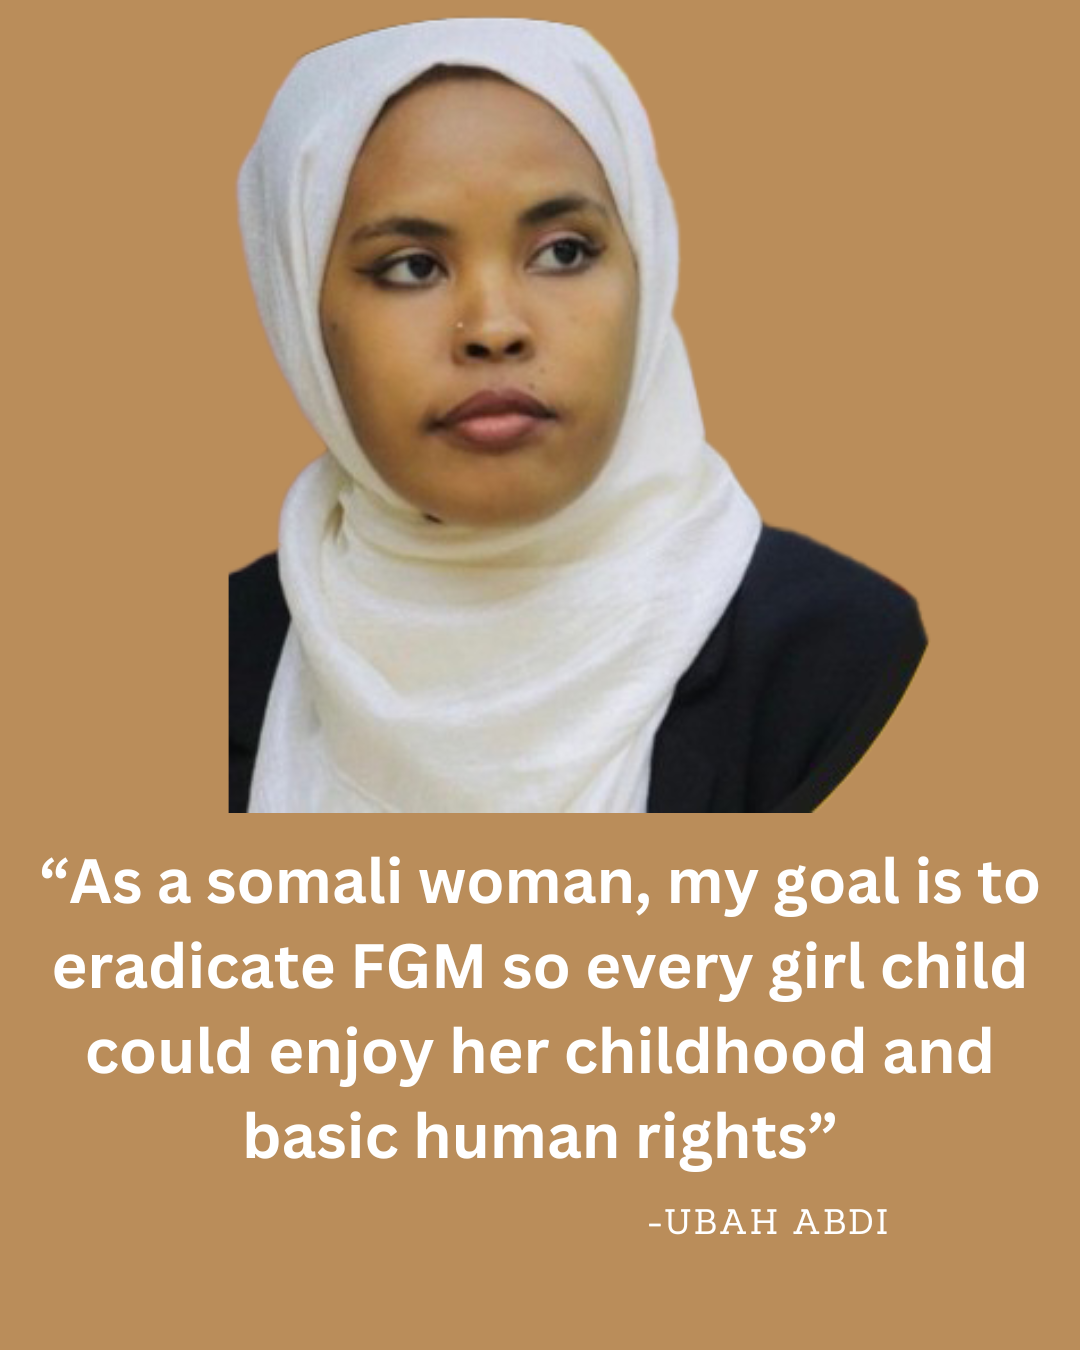 “As a somali woman, my goal is to
eradicate FGM so every girl child
could enjoy her childhood and
basic human rights”
-UBAH ABDI